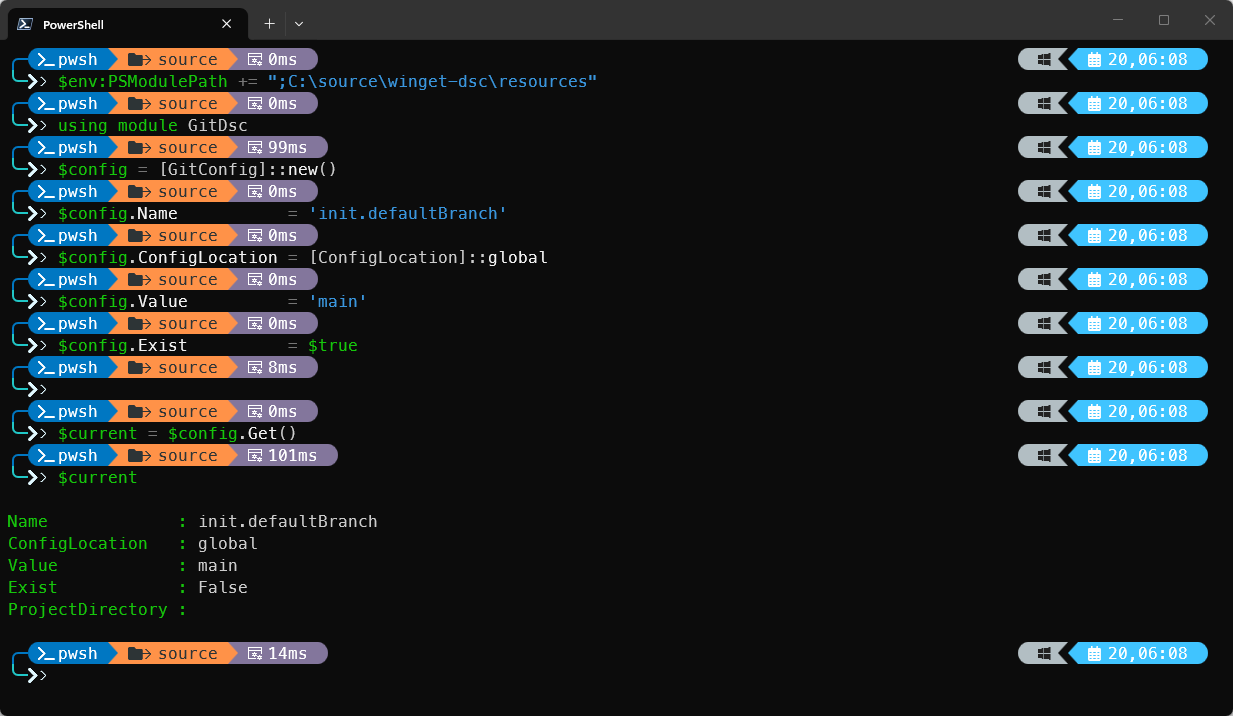 PowerShell
pwsh source 0ms 20,06:08
$env:PSModulePath += ";C:\source\winget-dsc\resources"
pwsh source 0ms 20,06:08
using module GitDsc
pwsh source 99ms 20,06:08
$config = [GitConfig]::new()
pwsh source 0ms 20,06:08
$config.Name = 'init.defaultBranch'
pwsh source 0ms 20,06:08
$config.ConfigLocation = [ConfigLocation]::global
pwsh source 0ms 20,06:08
$config.Value = 'main'
pwsh source 0ms 20,06:08
$config.Exist = $true
pwsh source 8ms 20,06:08
pwsh source 0ms 20,06:08
$current = $config.Get()
pwsh source 101ms 20,06:08
$current
Name : init.defaultBranch
ConfigLocation : global
Value : main
Exist : False
ProjectDirectory :
pwsh source 14ms 20,06:08